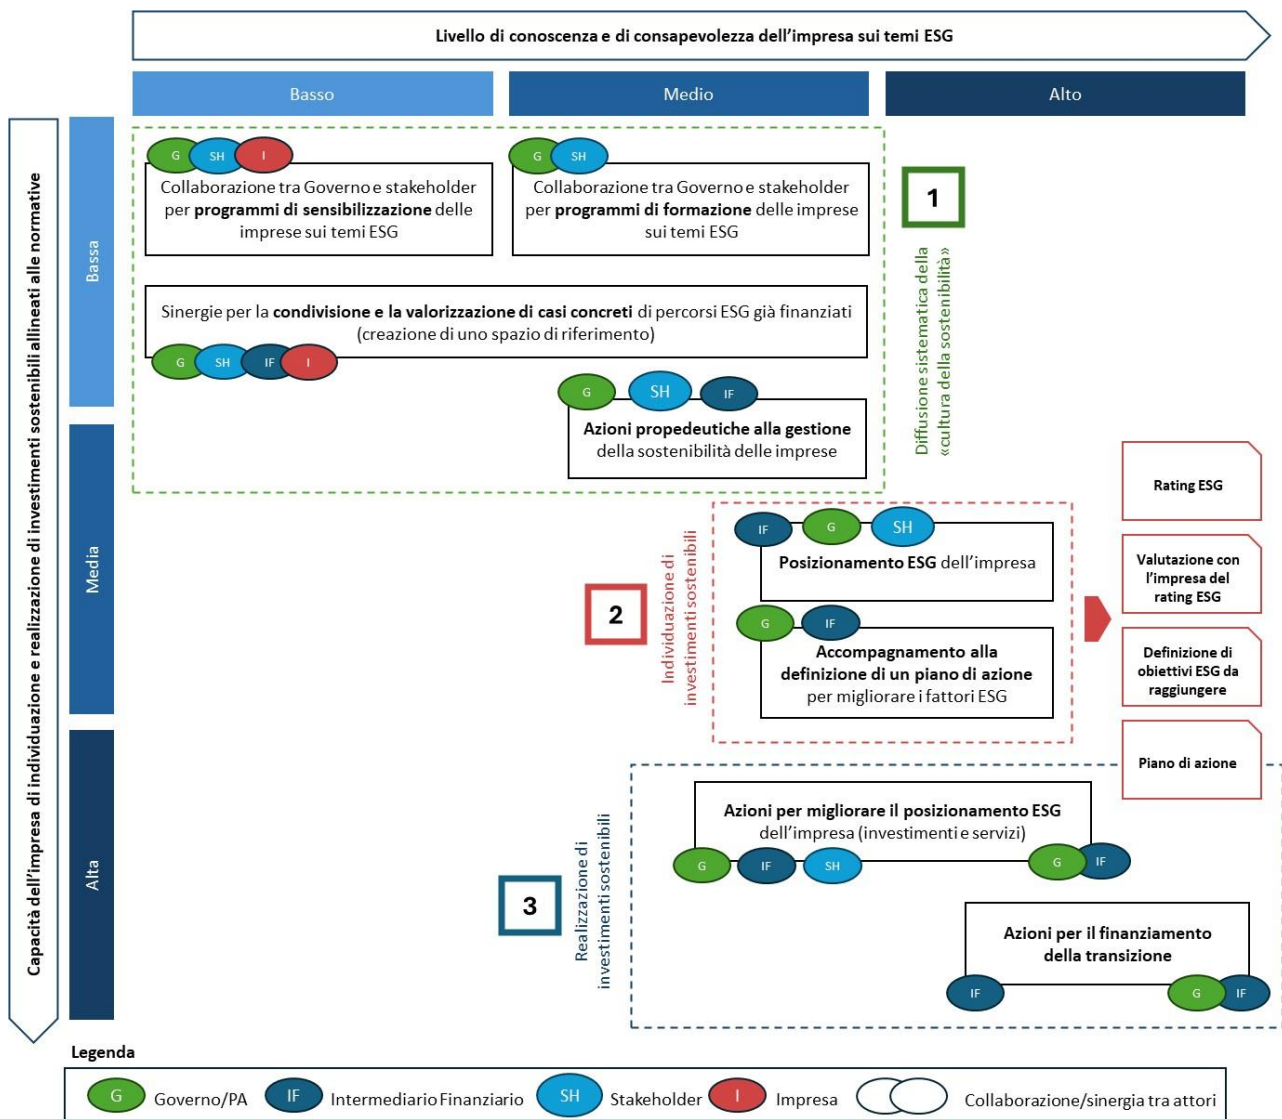 Livello di conoscenza e di consapevolezza dell'impresa sui temi ESG
Basso
Medio
Alto
Capacità dell'impresa di individuazione e realizzazione di investimenti sostenibili allineati alle normative
Bassa
Media
Alta
G
SH
I
Collaborazione tra Governo e stakeholder
per programmi di sensibilizzazione delle
imprese sui temi ESG
G
SH
Collaborazione tra Governo e stakeholder
per programmi di formazione delle imprese
sui temi ESG
Sinergie per la condivisione e la valorizzazione di casi concreti di percorsi ESG già finanziati
(creazione di uno spazio di riferimento)
G
SH
IF
I
G
SH
IF
Azioni propedeutiche alla gestione
della sostenibilità delle imprese
1
Diffusione sistematica della
«cultura della sostenibilità»
2
Individuazione di
investimenti sostenibili
IF
G
SH
Posizionamento ESG dell'impresa
G
IF
Accompagnamento alla
definizione di un piano di azione
per migliorare i fattori ESG
Rating ESG
Valutazione con
l'impresa del
rating ESG
Definizione di
obiettivi ESG da
raggiungere
Piano di azione
3
Realizzazione di
investimenti sostenibili
Azioni per migliorare il posizionamento ESG
dell'impresa (investimenti e servizi)
G
IF
SH
G
IF
Azioni per il finanziamento
della transizione
IF
G
IF
Legenda
G
Governo/PA
IF
Intermediario Finanziario
SH
Stakeholder
I
Impresa
Collaborazione/sinergia tra attori